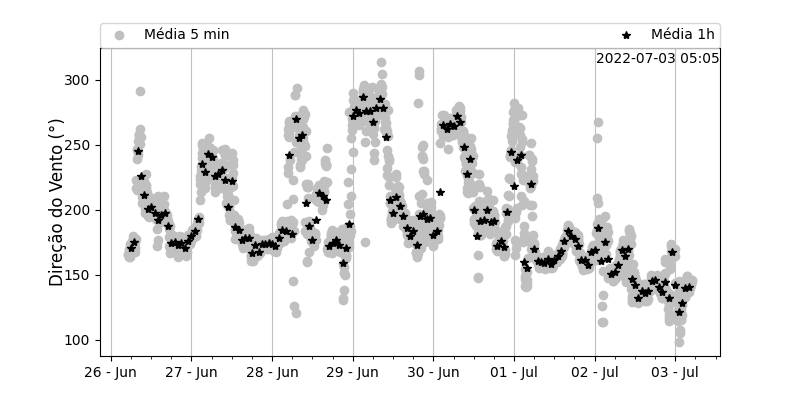 Média 5 min
Média 1h
2022-07-03 05:05
Direção do Vento (°)
300
250
200
150
100
26 - Jun
27 - Jun
28 - Jun
29 - Jun
30 - Jun
01 - Jul
02 - Jul
03 - Jul